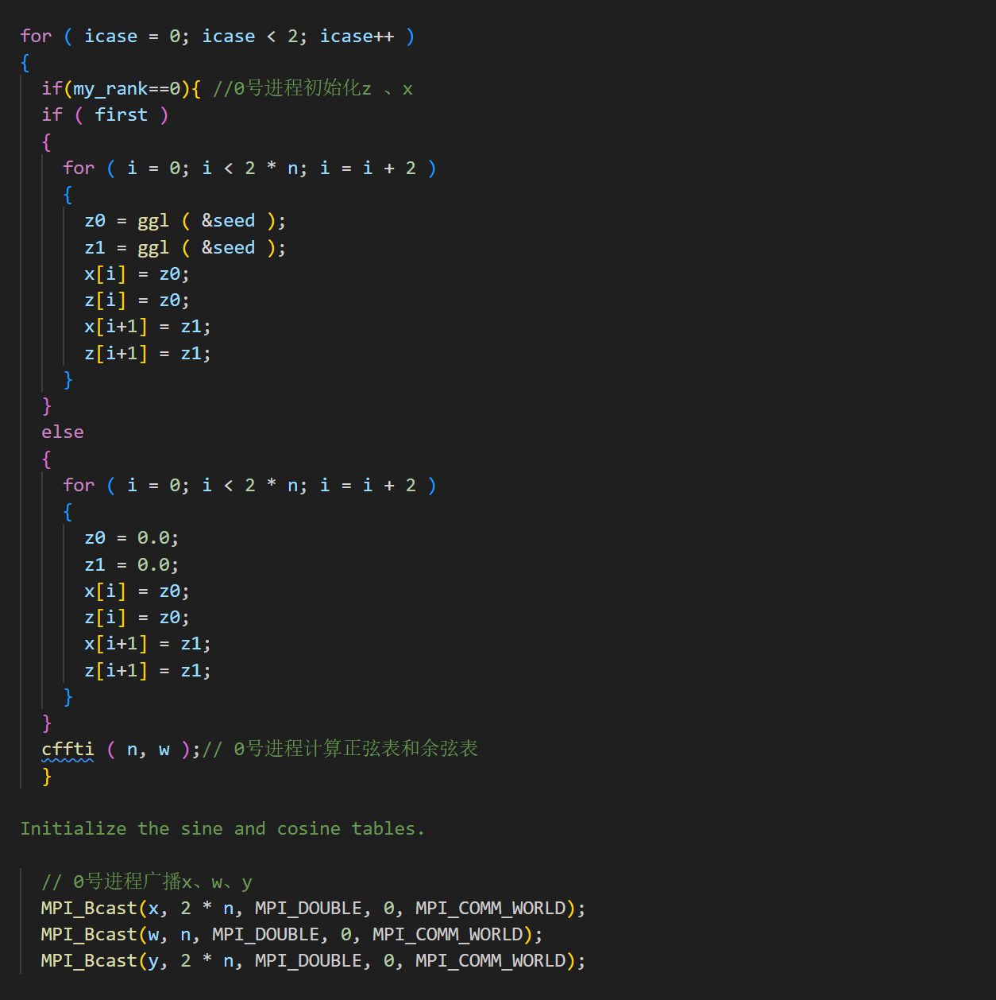 for ( icase = 0; icase < 2; icase++ )
{
if(my_rank==0){ //0号进程初始化z 、x
if ( first )
{
for ( i = 0; i < 2 * n; i = i + 2 )
{
z0 = ggl ( &seed );
z1 = ggl ( &seed );
x[i] = z0;
z[i] = z0;
x[i+1] = z1;
z[i+1] = z1;
}
}
else
{
for ( i = 0; i < 2 * n; i = i + 2 )
{
z0 = 0.0;
z1 = 0.0;
x[i] = z0;
z[i] = z0;
x[i+1] = z1;
z[i+1] = z1;
}
}
cffti ( n, w );// 0号进程计算正弦表和余弦表
}
Initialize the sine and cosine tables.
// 0号进程广播x、w、y
MPI_Bcast(x, 2 * n, MPI_DOUBLE, 0, MPI_COMM_WORLD);
MPI_Bcast(w, n, MPI_DOUBLE, 0, MPI_COMM_WORLD);
MPI_Bcast(y, 2 * n, MPI_DOUBLE, 0, MPI_COMM_WORLD);